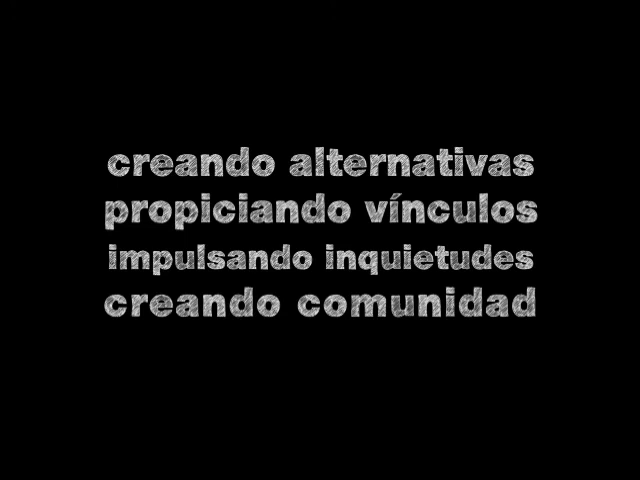 creando alternativas
propiciando vínculos
impulsando inquietudes
creando comunidad